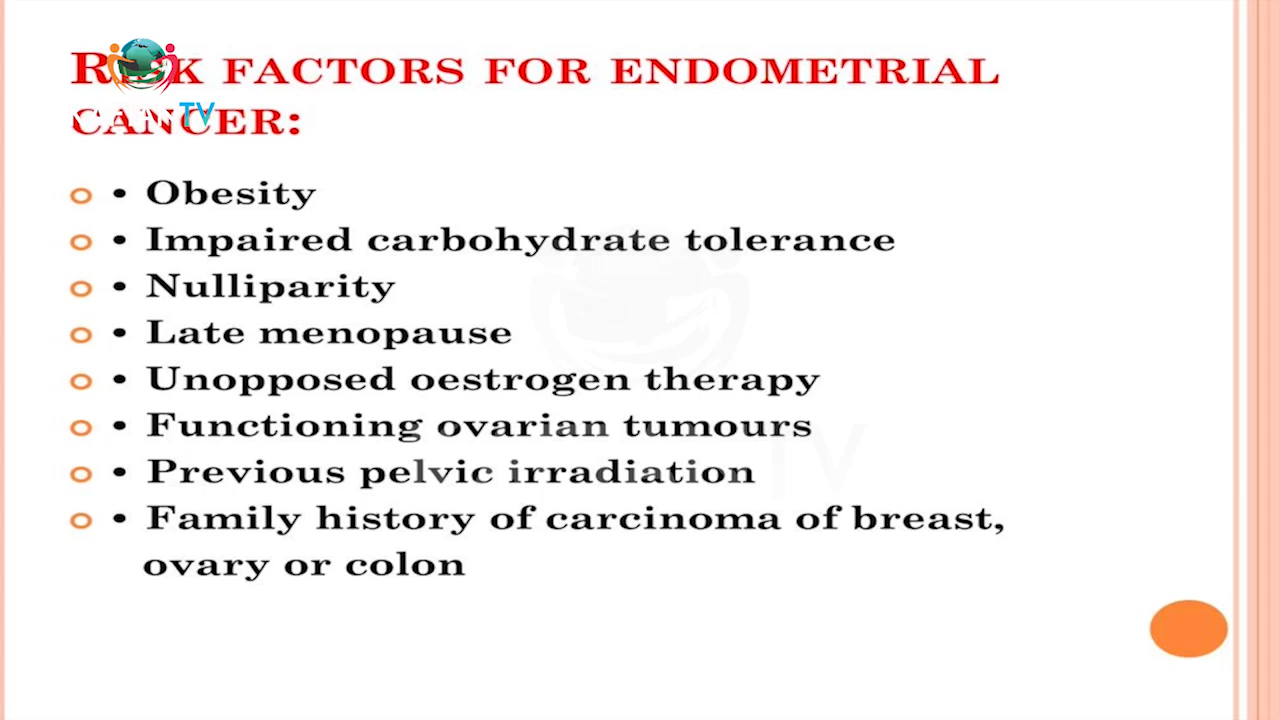 RISK FACTORS FOR ENDOMETRIAL
CANCER:
TV
• Obesity
• Impaired carbohydrate tolerance
• Nulliparity
• Late menopause
• Unopposed oestrogen therapy
• Functioning ovarian tumours
• Previous pelvic irradiation
• Family history of carcinoma of breast,
ovary or colon